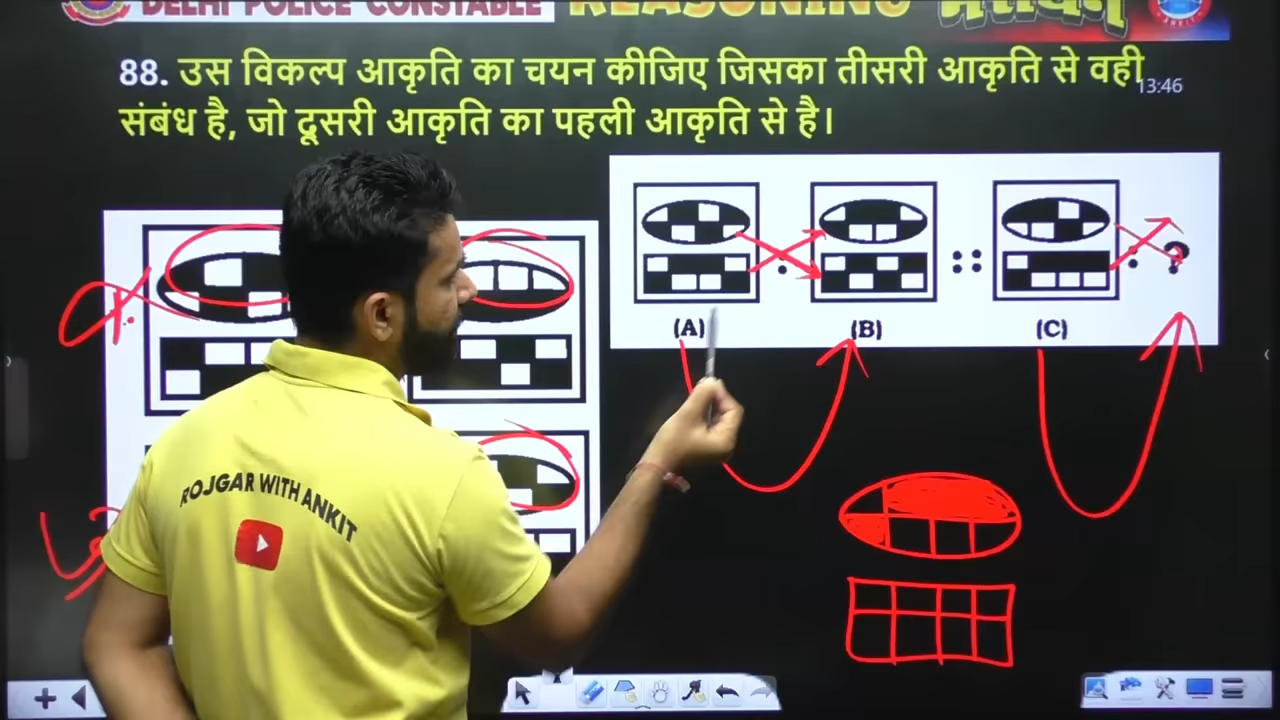 DELHI POLICE CONSTABLE REASONING
88. उस विकल्प आकृति का चयन कीजिए जिसका तीसरी आकृति से वही
13:46
संबंध है, जो दूसरी आकृति का पहली आकृति से है।
: :: : ?
(A) (B) (C)
ROJGAR WITH ANKIT